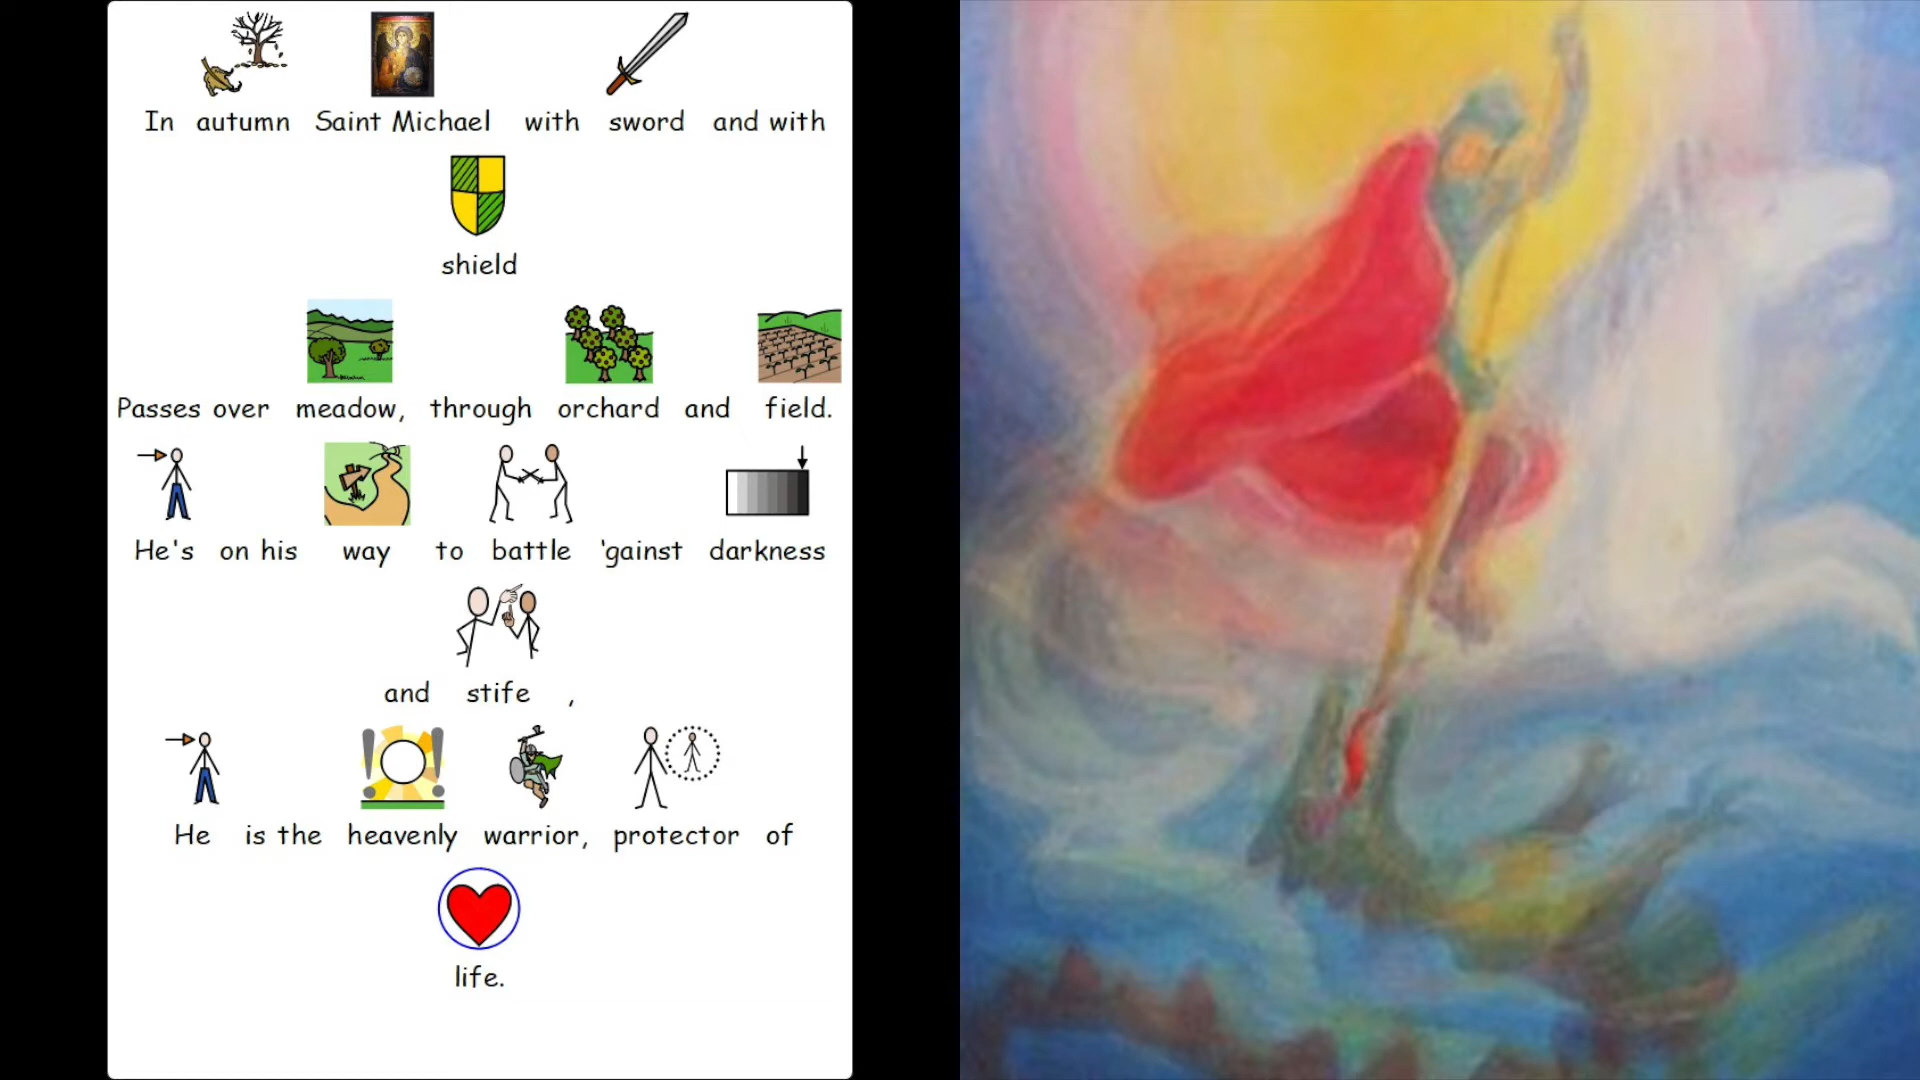 In autumn Saint Michael with sword and with
shield
Passes over meadow, through orchard and field.
He's on his way to battle 'gainst darkness
and stife ,
He is the heavenly warrior, protector of
life.